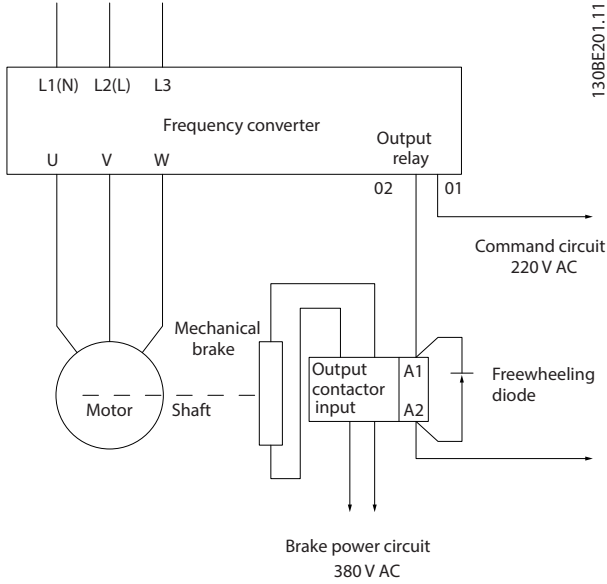 130BE201.11
L1(N) L2(L) L3
Frequency converter
Output
relay
U V W
02 01
Command circuit
220 V AC
Mechanical
brake
Output
contactor
input
A1
A2
Freewheeling
diode
Motor Shaft
Brake power circuit
380 V AC